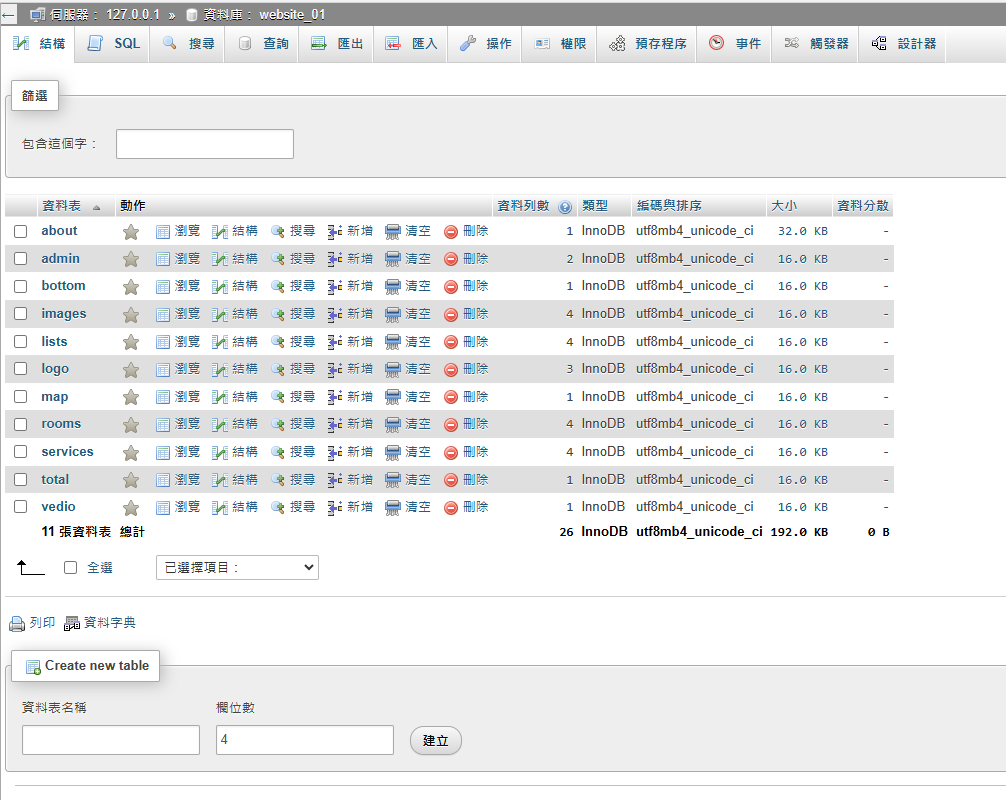 伺服器： 127.0.0.1 » 資料庫： website_01
結構 SQL 搜尋 查詢 匯出 匯入 操作 權限 預存程序 事件 觸發器 設計器
篩選
包含這個字：
資料表 動作 資料列數 類型 編碼與排序 大小 資料分散
about 瀏覽 結構 搜尋 新增 清空 刪除 1 InnoDB utf8mb4_unicode_ci 32.0 KB -
admin 瀏覽 結構 搜尋 新增 清空 刪除 2 InnoDB utf8mb4_unicode_ci 16.0 KB -
bottom 瀏覽 結構 搜尋 新增 清空 刪除 1 InnoDB utf8mb4_unicode_ci 16.0 KB -
images 瀏覽 結構 搜尋 新增 清空 刪除 4 InnoDB utf8mb4_unicode_ci 16.0 KB -
lists 瀏覽 結構 搜尋 新增 清空 刪除 4 InnoDB utf8mb4_unicode_ci 16.0 KB -
logo 瀏覽 結構 搜尋 新增 清空 刪除 3 InnoDB utf8mb4_unicode_ci 16.0 KB -
map 瀏覽 結構 搜尋 新增 清空 刪除 1 InnoDB utf8mb4_unicode_ci 16.0 KB -
rooms 瀏覽 結構 搜尋 新增 清空 刪除 4 InnoDB utf8mb4_unicode_ci 16.0 KB -
services 瀏覽 結構 搜尋 新增 清空 刪除 4 InnoDB utf8mb4_unicode_ci 16.0 KB -
total 瀏覽 結構 搜尋 新增 清空 刪除 1 InnoDB utf8mb4_unicode_ci 16.0 KB -
vedio 瀏覽 結構 搜尋 新增 清空 刪除 1 InnoDB utf8mb4_unicode_ci 16.0 KB -
11 張資料表 總計 26 InnoDB utf8mb4_unicode_ci 192.0 KB 0 B
全選 已選擇項目：
列印 資料字典
Create new table
資料表名稱 欄位數
4 建立